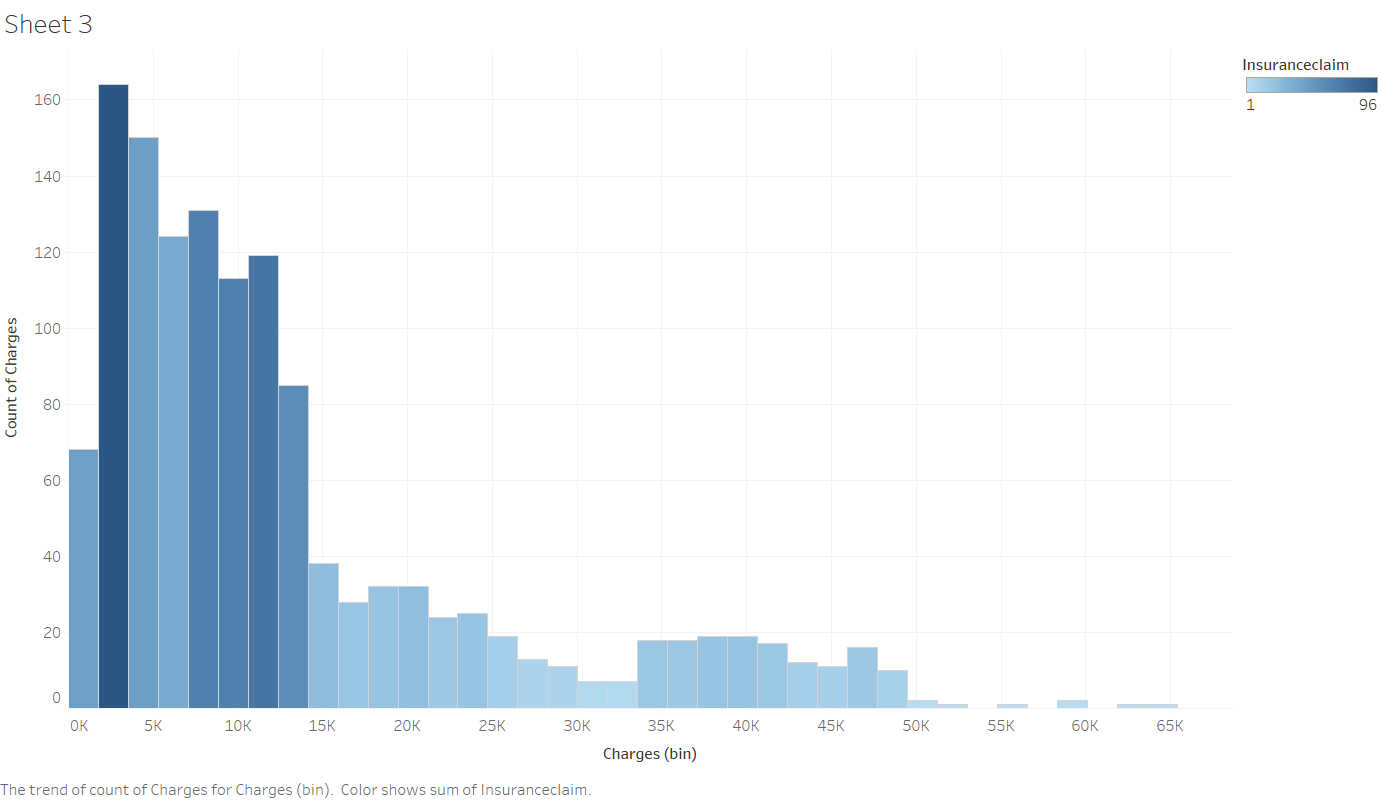 Sheet 3
Insuranceclaim
1 96
160
140
120
100
80
60
40
20
0
Count of Charges
0K 5K 10K 15K 20K 25K 30K 35K 40K 45K 50K 55K 60K 65K
Charges (bin)
The trend of count of Charges for Charges (bin). Color shows sum of Insuranceclaim.